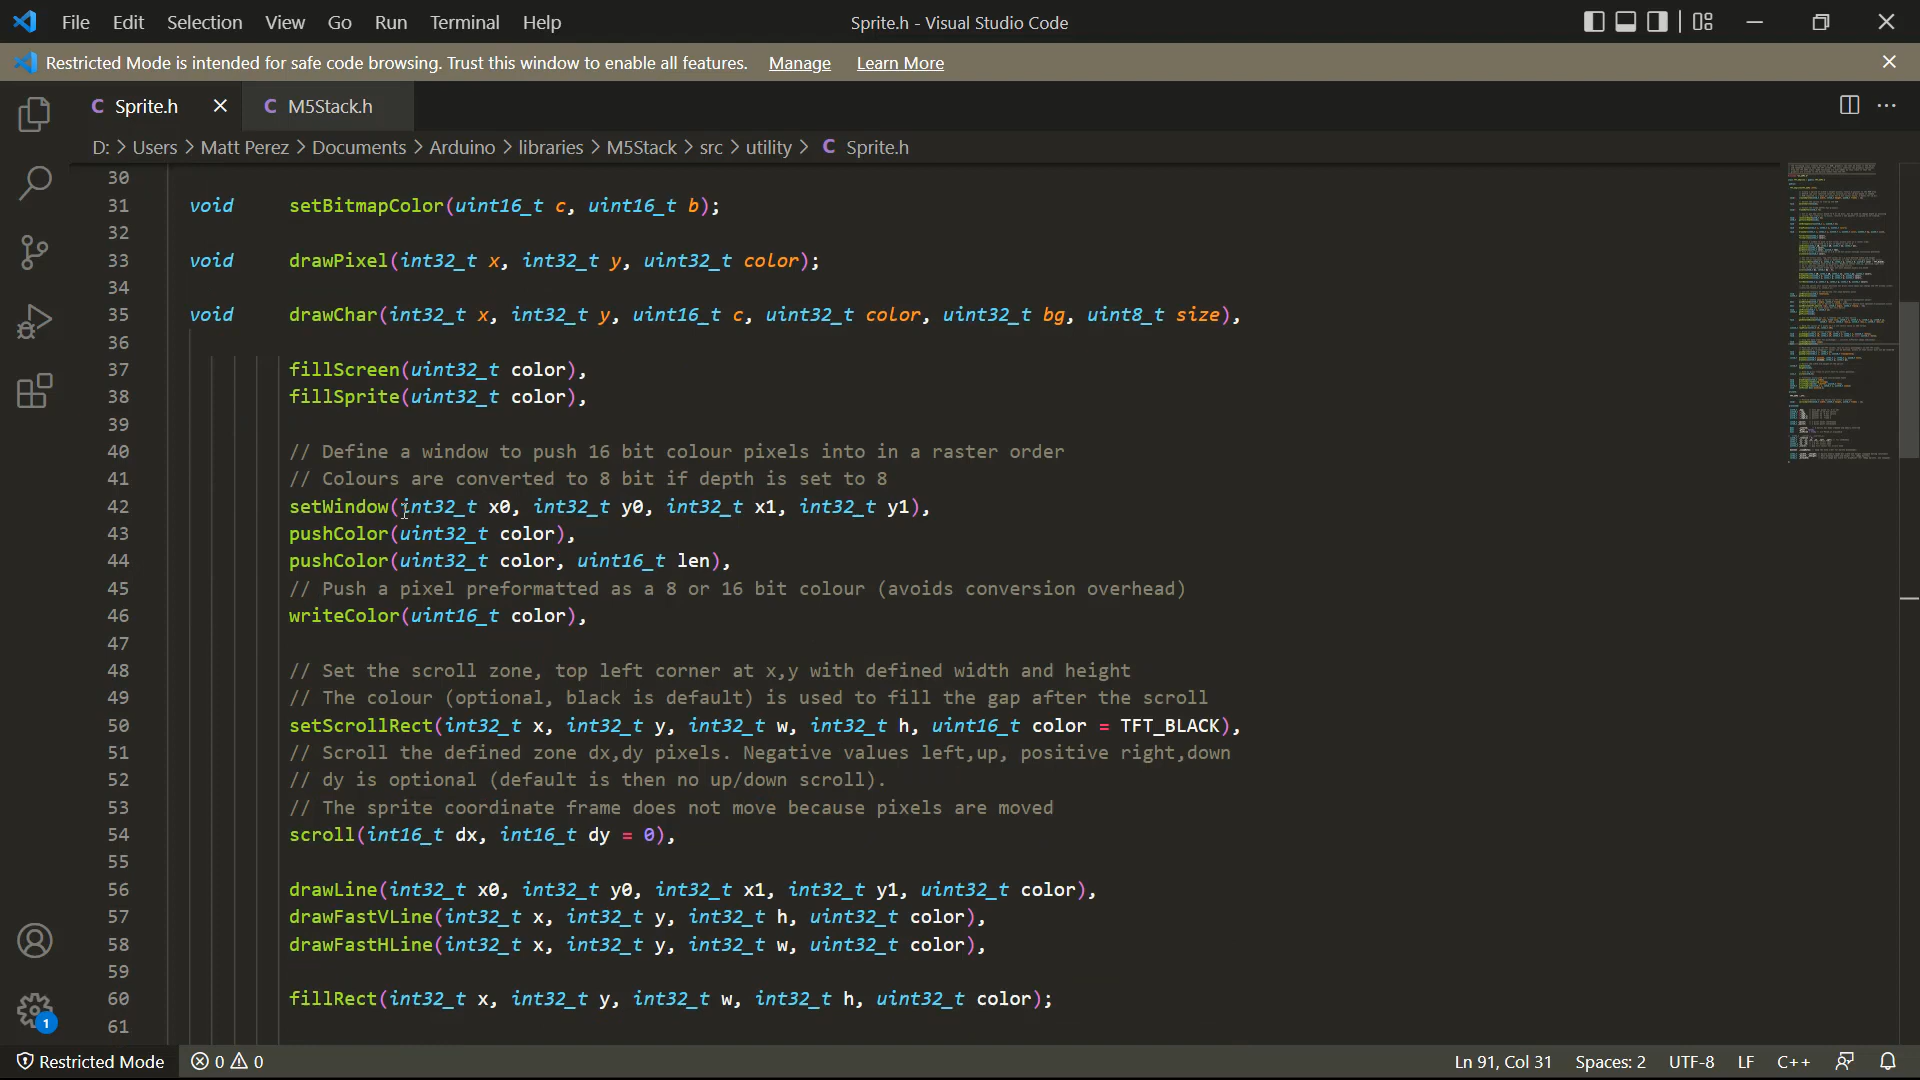 File Edit Selection View Go Run Terminal Help Sprite.h - Visual Studio Code
Restricted Mode is intended for safe code browsing. Trust this window to enable all features. Manage Learn More
C Sprite.h C M5Stack.h
D: > Users > Matt Perez > Documents > Arduino > libraries > M5Stack > src > utility > C Sprite.h
30
31 void setBitmapColor(uint16_t c, uint16_t b);
32
33 void drawPixel(int32_t x, int32_t y, uint32_t color);
34
35 void drawChar(int32_t x, int32_t y, uint16_t c, uint32_t color, uint32_t bg, uint8_t size),
36
37 fillScreen(uint32_t color),
38 fillSprite(uint32_t color),
39
40 // Define a window to push 16 bit colour pixels into in a raster order
41 // Colours are converted to 8 bit if depth is set to 8
42 setWindow(int32_t x0, int32_t y0, int32_t x1, int32_t y1),
43 pushColor(uint32_t color),
44 pushColor(uint32_t color, uint16_t len),
45 // Push a pixel preformatted as a 8 or 16 bit colour (avoids conversion overhead)
46 writeColor(uint16_t color),
47
48 // Set the scroll zone, top left corner at x,y with defined width and height
49 // The colour (optional, black is default) is used to fill the gap after the scroll
50 setScrollRect(int32_t x, int32_t y, int32_t w, int32_t h, uint16_t color = TFT_BLACK),
51 // Scroll the defined zone dx,dy pixels. Negative values left,up, positive right,down
52 // dy is optional (default is then no up/down scroll).
53 // The sprite coordinate frame does not move because pixels are moved
54 scroll(int16_t dx, int16_t dy = 0),
55
56 drawLine(int32_t x0, int32_t y0, int32_t x1, int32_t y1, uint32_t color),
57 drawFastVLine(int32_t x, int32_t y, int32_t h, uint32_t color),
58 drawFastHLine(int32_t x, int32_t y, int32_t w, uint32_t color),
59
60 fillRect(int32_t x, int32_t y, int32_t w, int32_t h, uint32_t color);
61
1
Restricted Mode 0 0 Ln 91, Col 31 Spaces: 2 UTF-8 LF C++